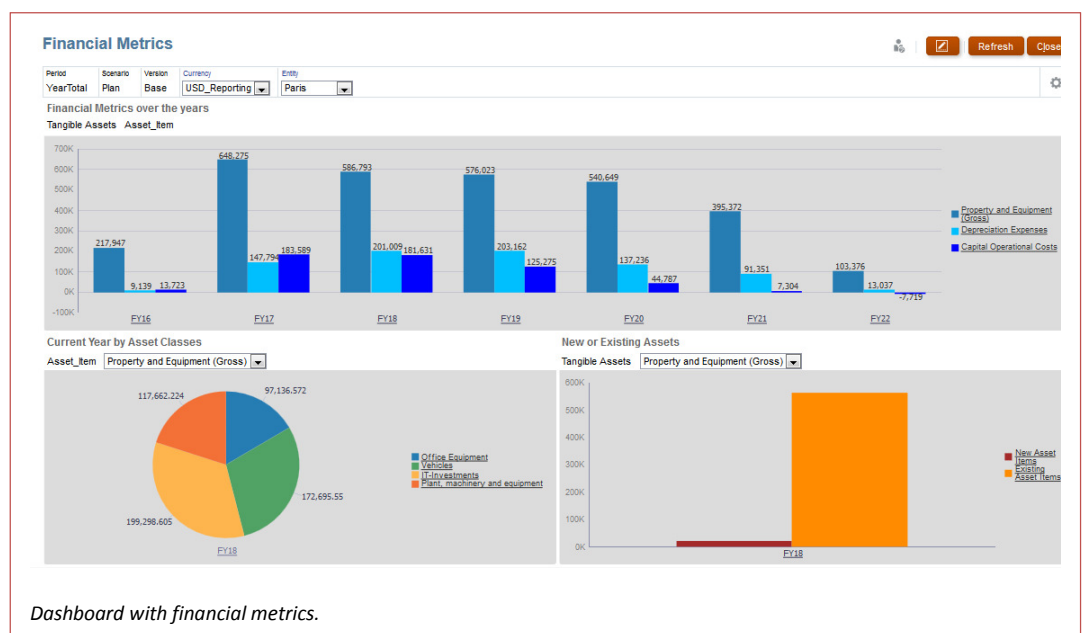 Financial Metrics
Refresh Close
Period Scenario Version Currency Entity
YearTotal Plan Base USD_Reporting Paris
Financial Metrics over the years
Tangible Assets Asset_Item
700K
600K
500K
400K
300K
200K
100K
0K
-100K
217,947
9,139
13,723
648,275
147,794
183,589
586,793
201,009
181,631
576,023
203,162
125,275
540,649
137,236
44,787
395,372
91,351
7,304
103,376
13,037
-7,719
FY16 FY17 FY18 FY19 FY20 FY21 FY22
Property and Equipment
(Gross)
Depreciation Expenses
Capital Operational Costs
Current Year by Asset Classes
Asset_Item Property and Equipment (Gross)
117,662.224
97,136.572
172,695.55
199,298.605
FY18
Office Equipment
Vehicles
IT-Investments
Plant, machinery and equipment
New or Existing Assets
Tangible Assets Property and Equipment (Gross)
600K
500K
400K
300K
200K
100K
0K
FY18
New Asset
Items
Existing
Asset Items
Dashboard with financial metrics.